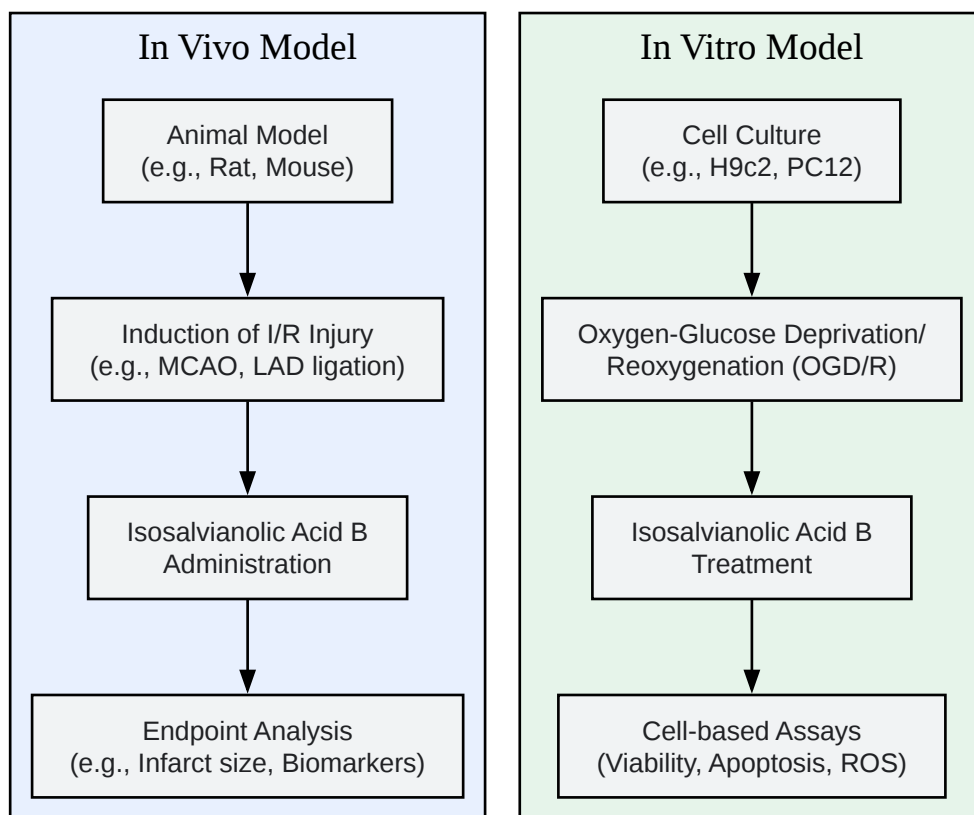 In Vivo Model
Animal Model
(e.g., Rat, Mouse)
Induction of I/R Injury
(e.g., MCAO, LAD ligation)
Isosalvianolic Acid B
Administration
Endpoint Analysis
(e.g., Infarct size, Biomarkers)
In Vitro Model
Cell Culture
(e.g., H9c2, PC12)
Oxygen-Glucose Deprivation/
Reoxygenation (OGD/R)
Isosalvianolic Acid B
Treatment
Cell-based Assays
(Viability, Apoptosis, ROS)